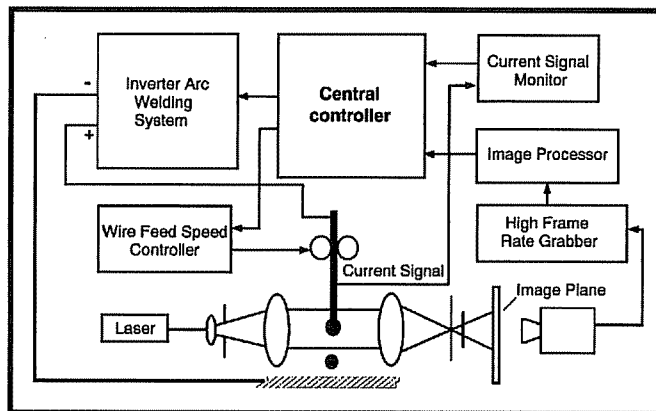 -
+
Inverter Arc
Welding
System
Central
controller
Current Signal
Monitor
Image Processor
High Frame
Rate Grabber
Wire Feed Speed
Controller
Current Signal
Image Plane
Laser